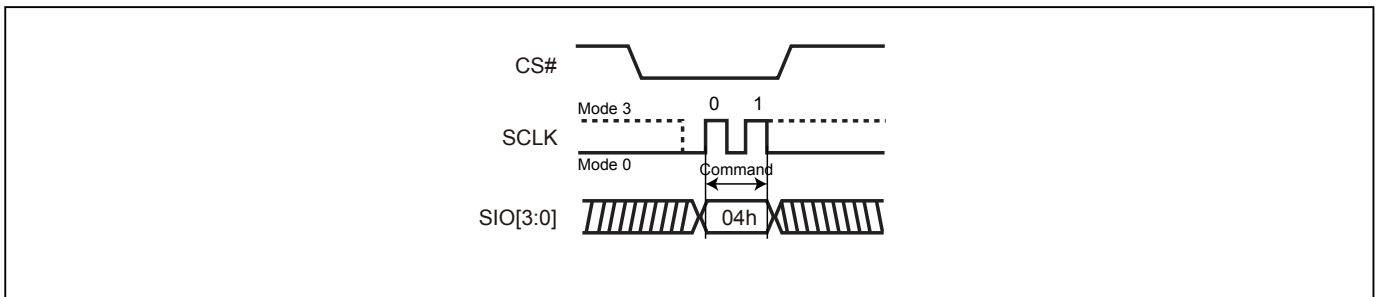 CS#
Mode 3
0 1
SCLK
Mode 0
Command
SIO[3:0]
04h